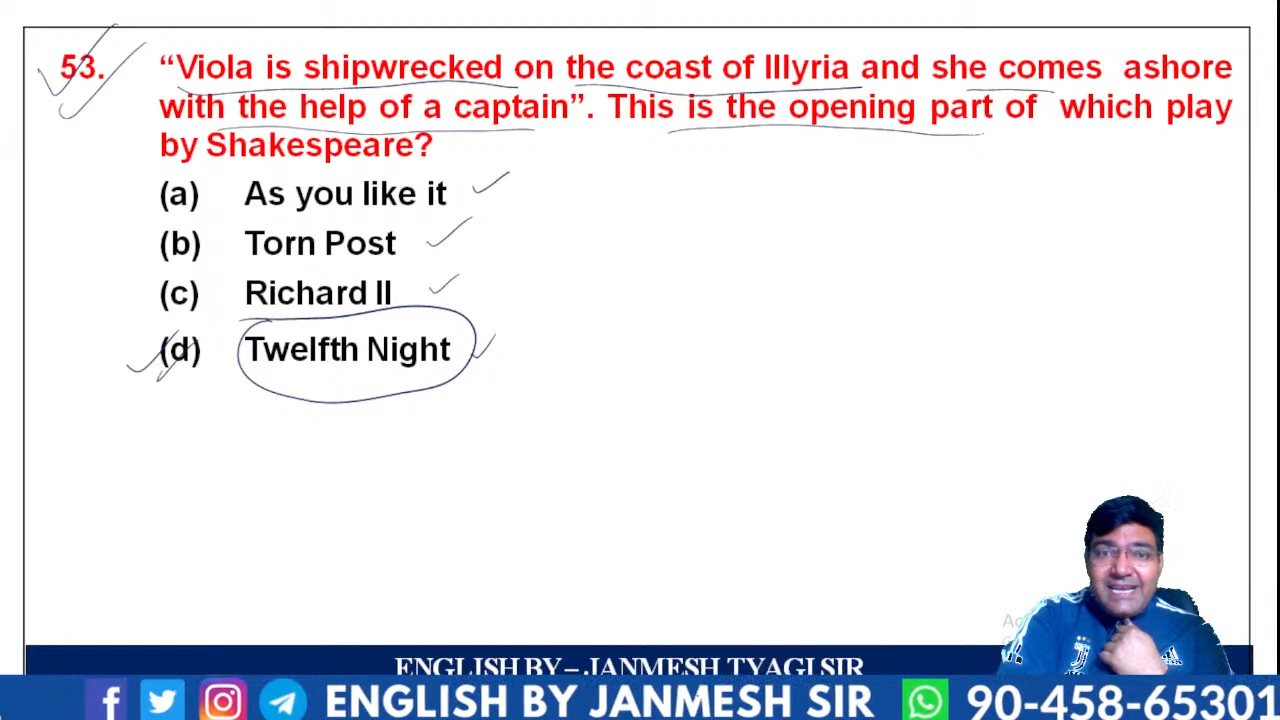 53. “Viola is shipwrecked on the coast of Illyria and she comes ashore
with the help of a captain”. This is the opening part of which play
by Shakespeare?
(a) As you like it
(b) Torn Post
(c) Richard II
(d) Twelfth Night
ENGLISH BY – JANMESH TYAGI SIR
ENGLISH BY JANMESH SIR 90-458-65301